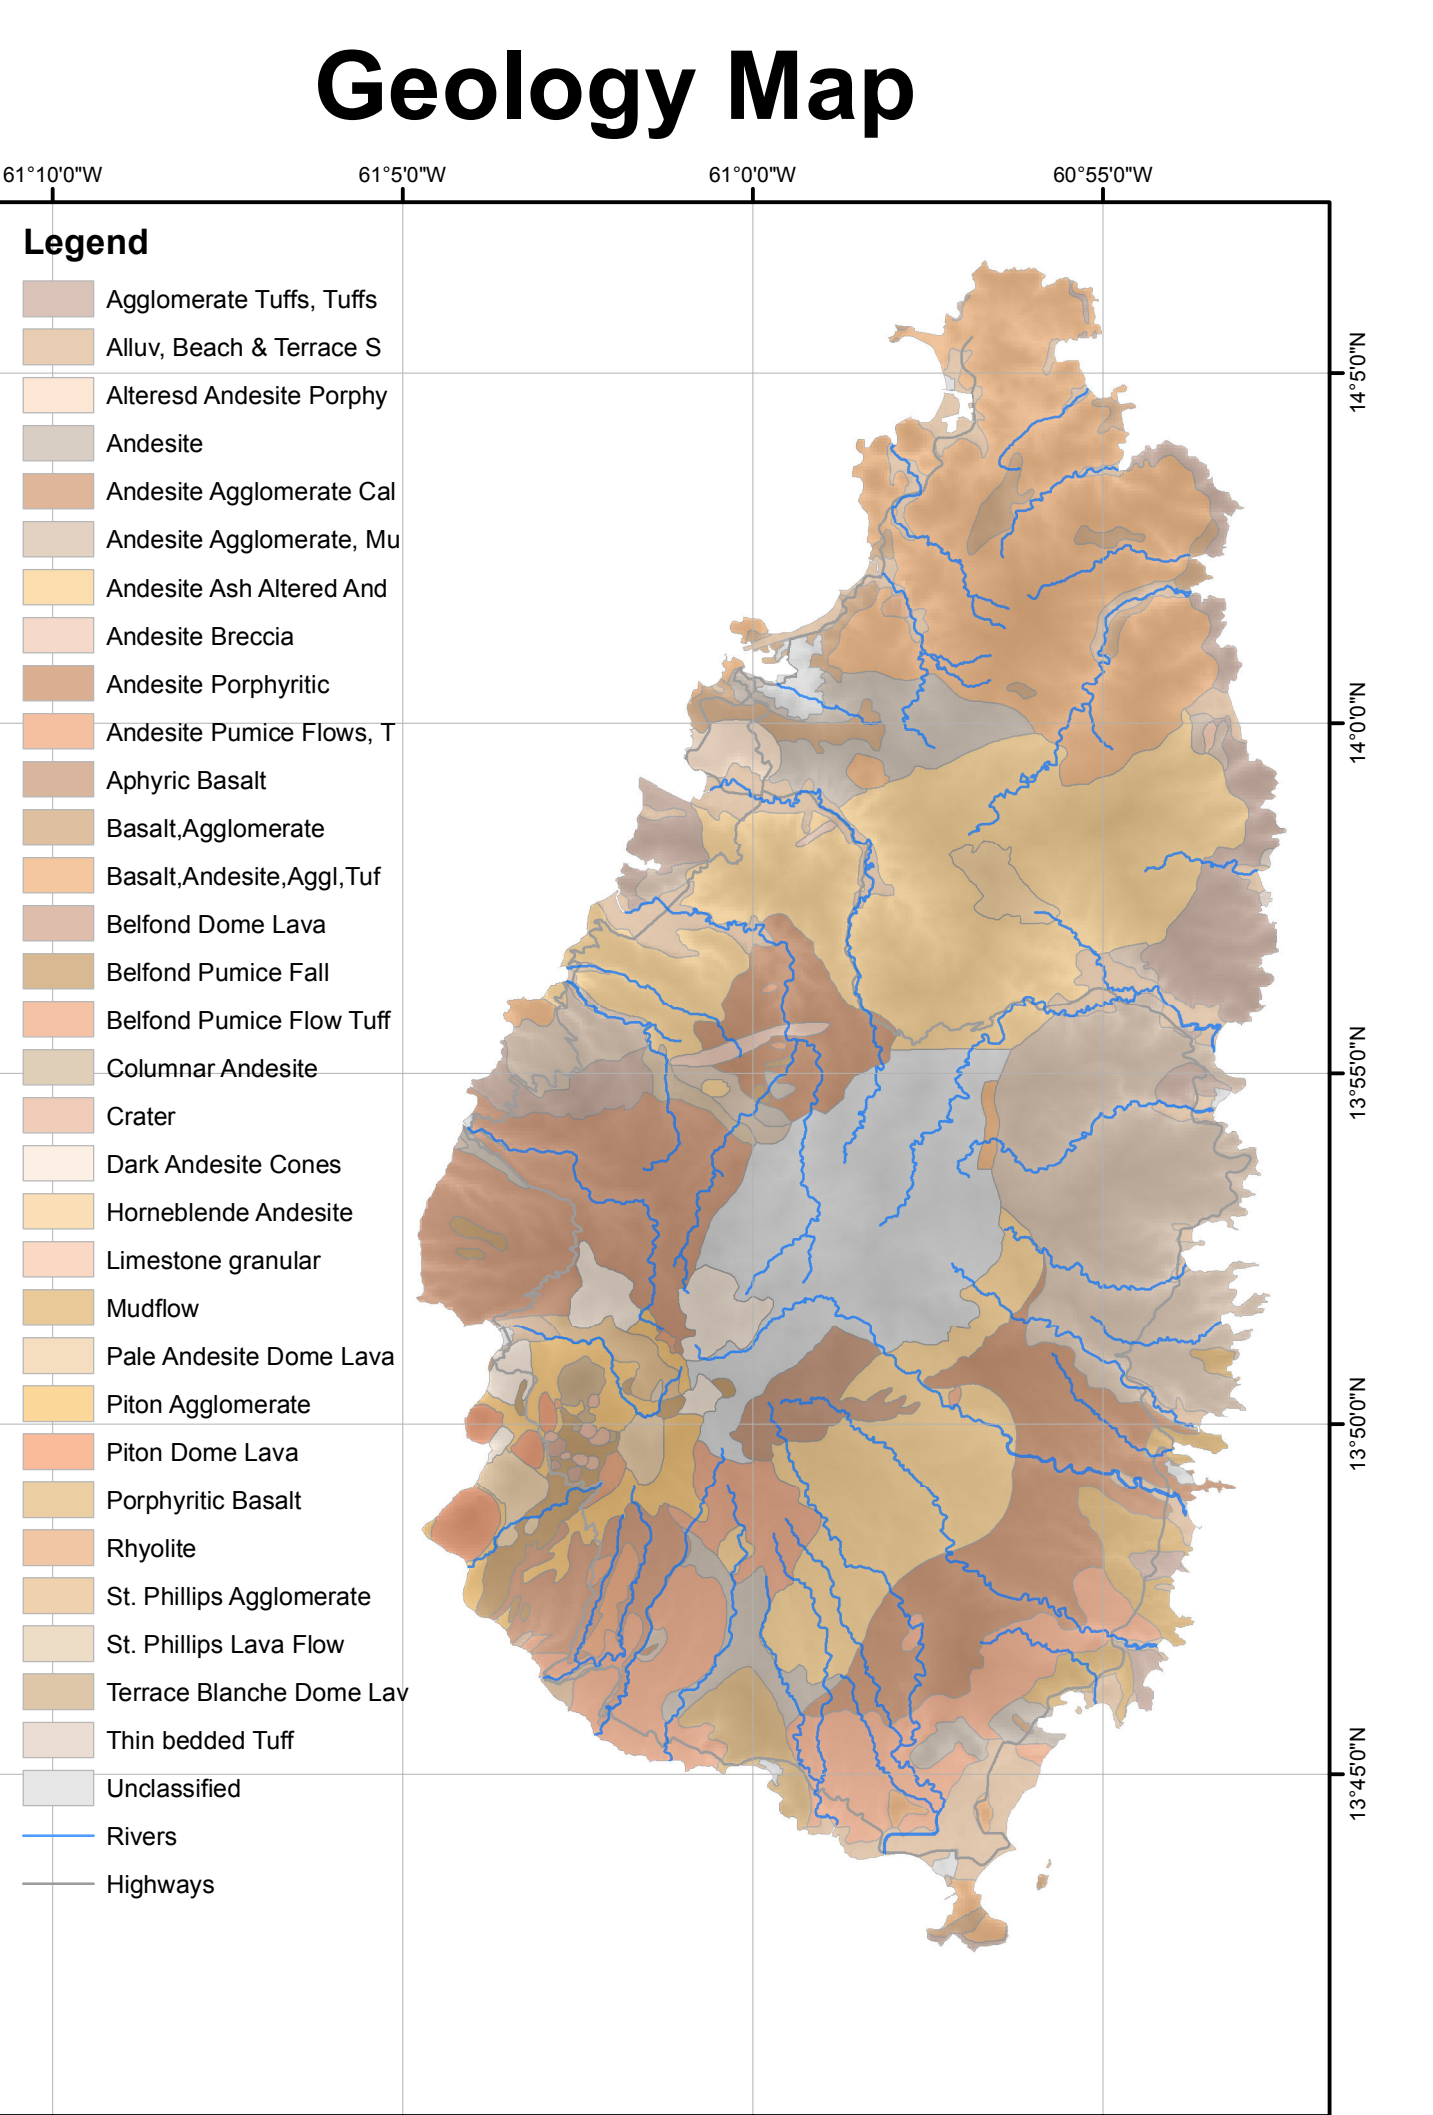 Geology Map
61°10'0"W
61°5'0"W
61°0'0"W
60°55'0"W
Legend
Agglomerate Tuffs, Tuffs
Alluv, Beach & Terrace S
Alteresd Andesite Porphy
Andesite
Andesite Agglomerate Cal
Andesite Agglomerate, Mu
Andesite Ash Altered And
Andesite Breccia
Andesite Porphyritic
Andesite Pumice Flows, T
Aphyric Basalt
Basalt,Agglomerate
Basalt,Andesite,Aggl,Tuf
Belfond Dome Lava
Belfond Pumice Fall
Belfond Pumice Flow Tuff
Columnar Andesite
Crater
Dark Andesite Cones
Horneblende Andesite
Limestone granular
Mudflow
Pale Andesite Dome Lava
Piton Agglomerate
Piton Dome Lava
Porphyritic Basalt
Rhyolite
St. Phillips Agglomerate
St. Phillips Lava Flow
Terrace Blanche Dome Lav
Thin bedded Tuff
Unclassified
Rivers
Highways
14°5'0"N
14°0'0"N
13°55'0"N
13°50'0"N
13°45'0"N